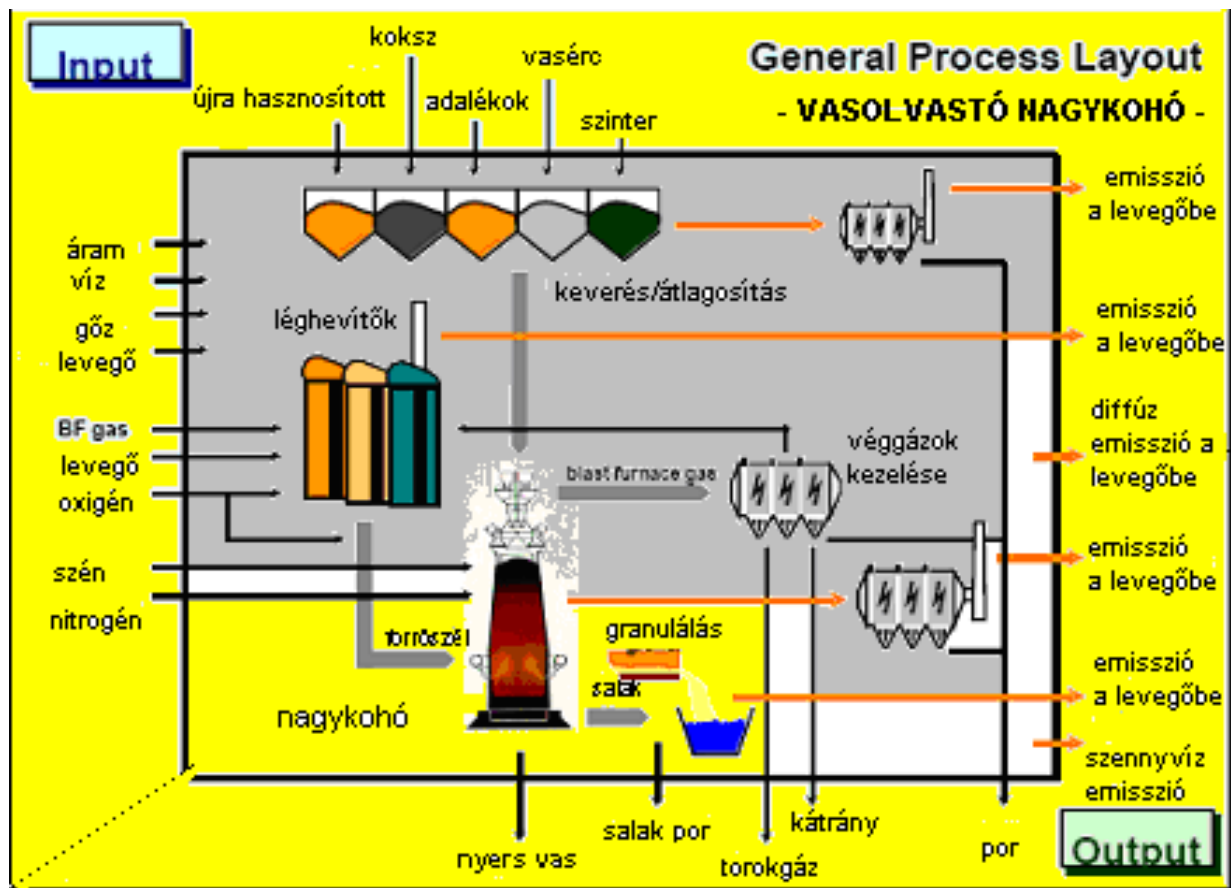 Input
koksz
vasérc
General Process Layout
újra hasznosított
adalékok
szinter
- VASOLVASTÓ NAGYKOHÓ -
emisszió
a levegőbe
áram
víz
gőz
levegő
keverés/átlagosítás
léghevítők
emisszió
a levegőbe
BF gas
levegő
oxigén
blast furnace gas
véggázok
kezelése
diffúz
emisszió a
levegőbe
emisszió
a levegőbe
szén
nitrogén
forrószél
granulálás
salak
nagykohó
emisszió
a levegőbe
szennyvíz
emisszió
nyers vas
salak por
torokgáz
kátrány
por
Output